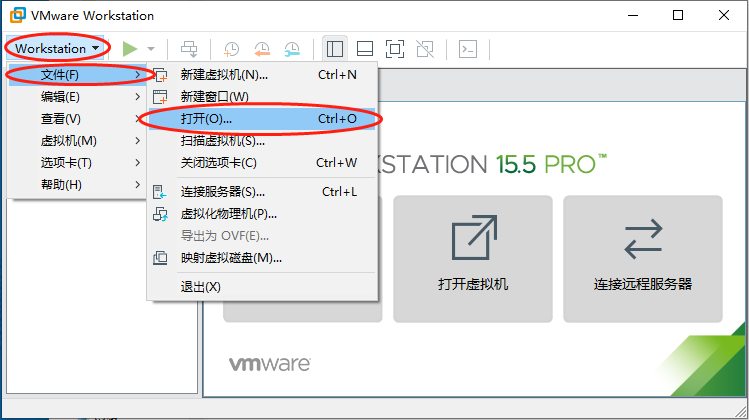 VMware Workstation
Workstation
文件(F)
编辑(E)
查看(V)
虚拟机(M)
选项卡(T)
帮助(H)
新建虚拟机(N)... Ctrl+N
新建窗口(W)
打开(O)... Ctrl+O
扫描虚拟机(S)...
关闭选项卡(C) Ctrl+W
连接服务器(S)... Ctrl+L
虚拟化物理机(P)...
导出为 OVF(E)...
映射虚拟磁盘(M)...
退出(X)
KSTATION 15.5 PRO™
打开虚拟机
连接远程服务器
vmware